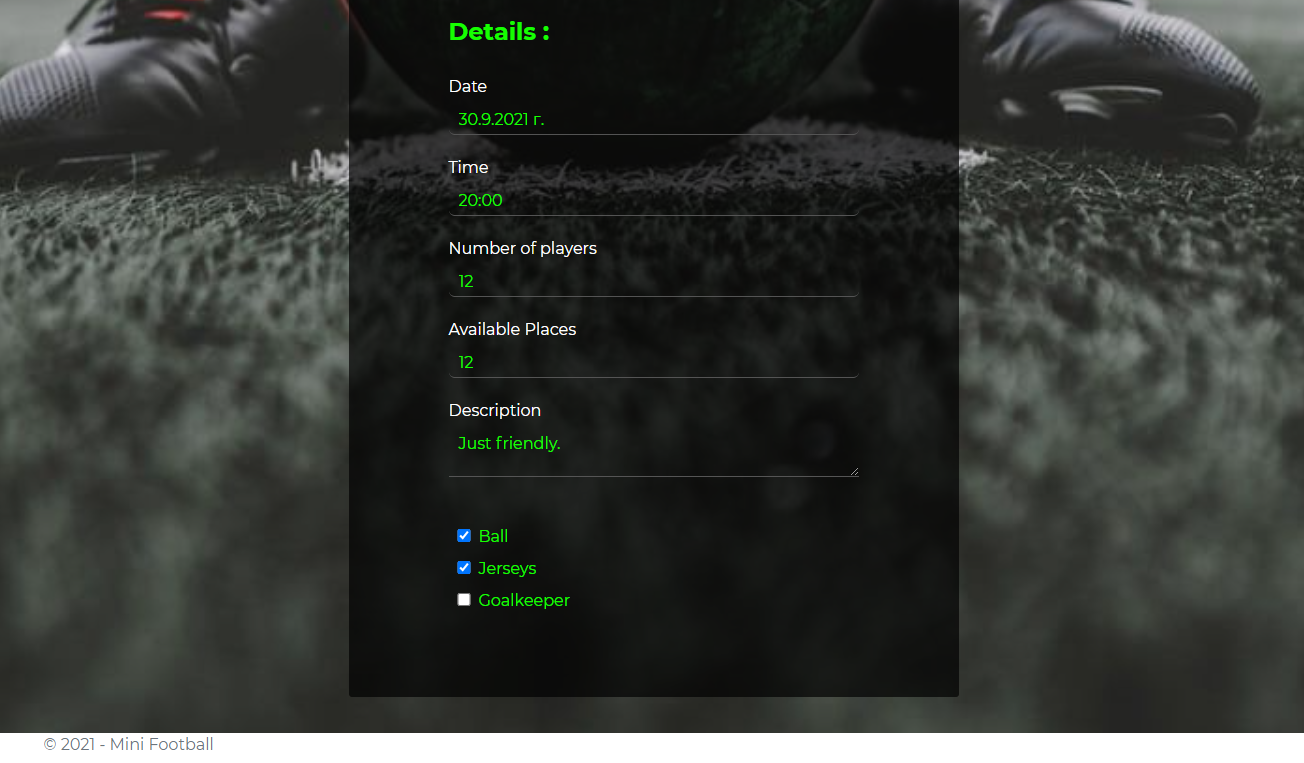 Details :
Date
30.9.2021 г.
Time
20:00
Number of players
12
Available Places
12
Description
Just friendly.
Ball
Jerseys
Goalkeeper
© 2021 - Mini Football